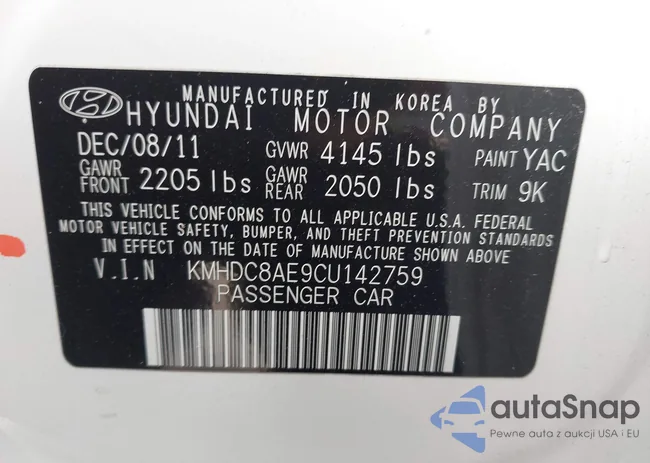 MANUFACTURED IN KOREA BY
HYUNDAI MOTOR COMPANY
DEC/08/11 GVWR 4145 lbs PAINT YAC
GAWR FRONT 2205 lbs GAWR REAR 2050 lbs TRIM 9K
THIS VEHICLE CONFORMS TO ALL APPLICABLE U.S.A. FEDERAL
MOTOR VEHICLE SAFETY, BUMPER, AND THEFT PREVENTION STANDARDS
IN EFFECT ON THE DATE OF MANUFACTURE SHOWN ABOVE
V.I.N KMHDC8AE9CU142759
PASSENGER CAR
autaSnap
Pewne auta z aukcji USA i EU